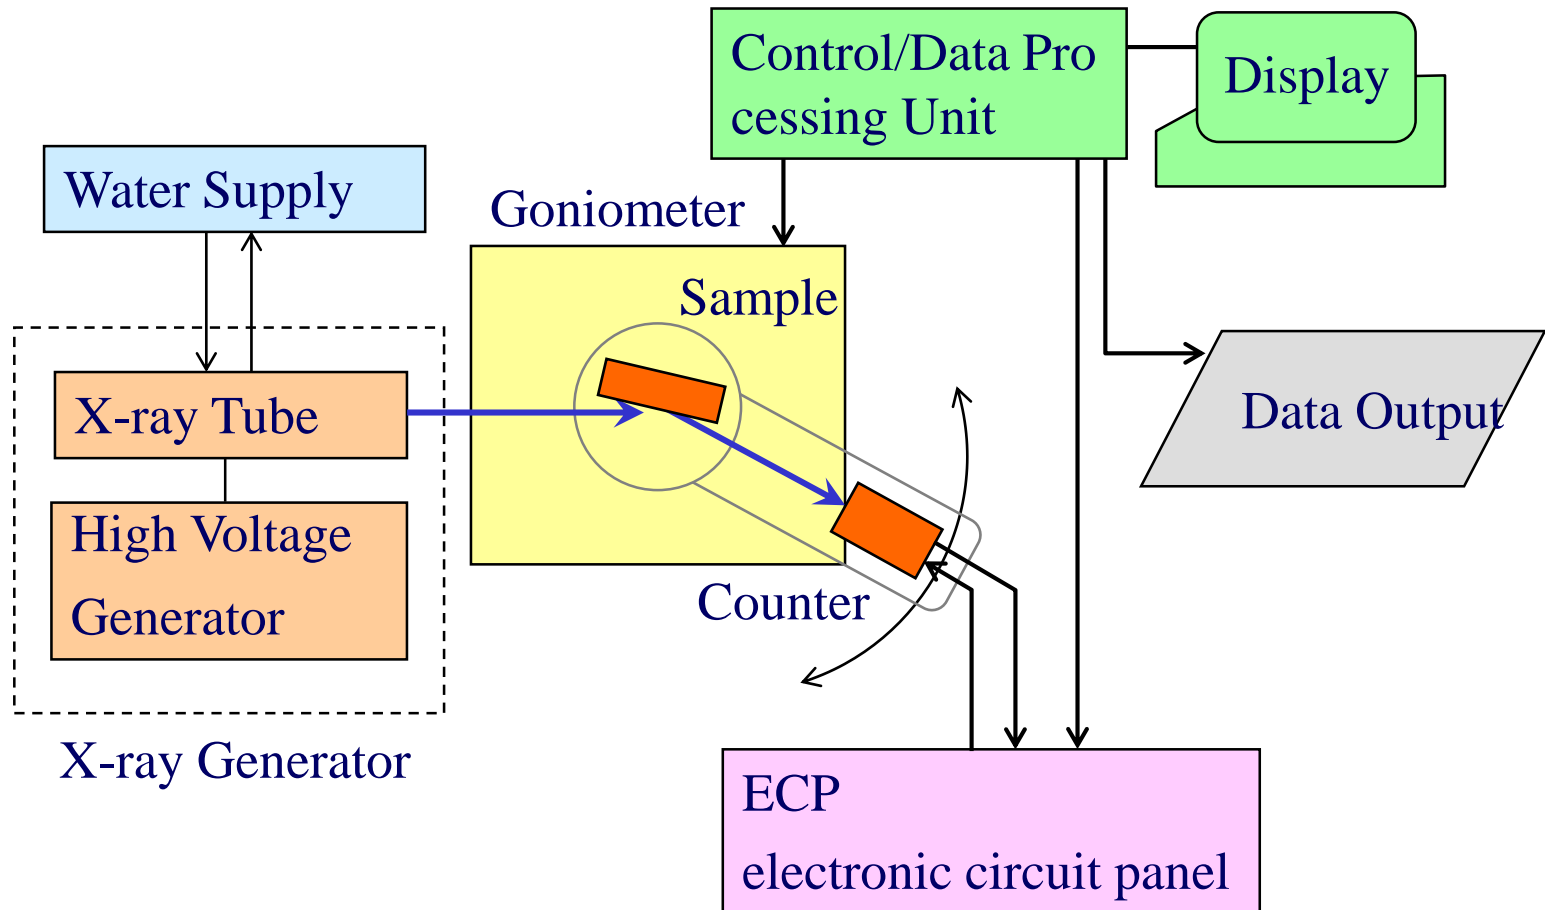 Control/Data Pro
cessing Unit
Display
Water Supply
Goniometer
Sample
X-ray Tube
Data Output
High Voltage
Generator
Counter
X-ray Generator
ECP
electronic circuit panel